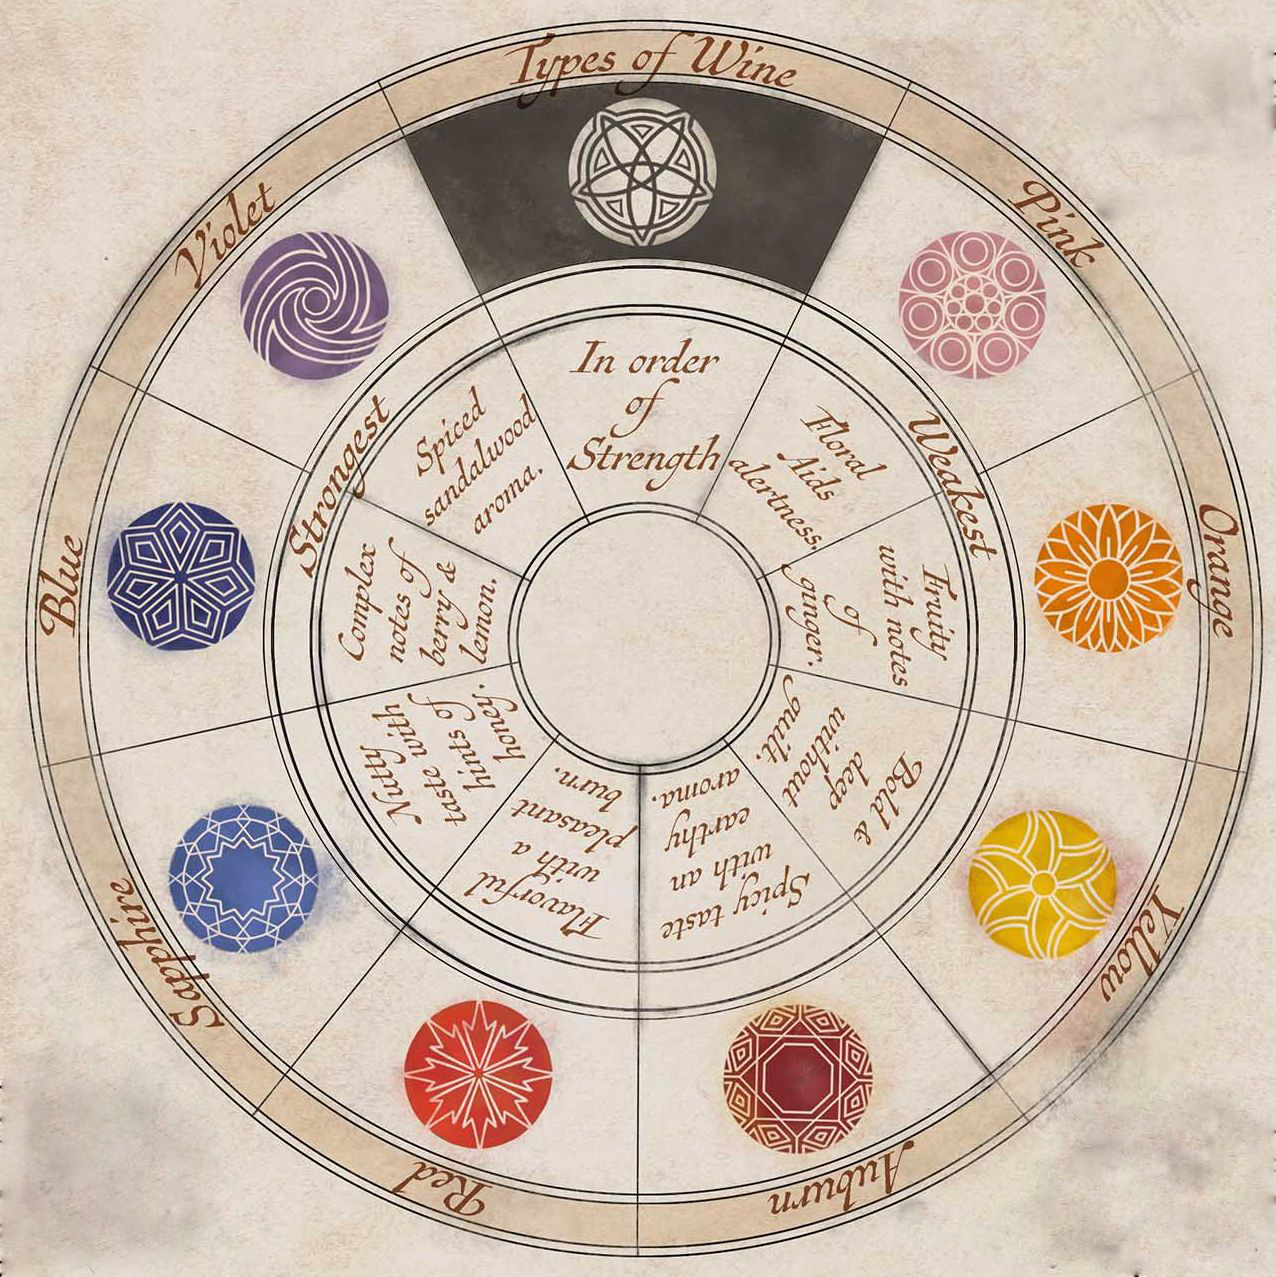 Types of Wine
In order
of
Strength
Strongest
Violet
Spiced
sandalwood
aroma.
Blue
Complex
notes of
berry &
lemon.
Sapphire
Nutty
taste with
hints of
honey.
Red
Flavorful
with a
pleasant
burn.
Auburn
Spicy taste
with an
earthy
aroma.
Yellow
Bold &
deep
without
guilt.
Orange
Fruity
with notes
of
ginger.
Pink
Floral
Aids
alertness.
Weakest